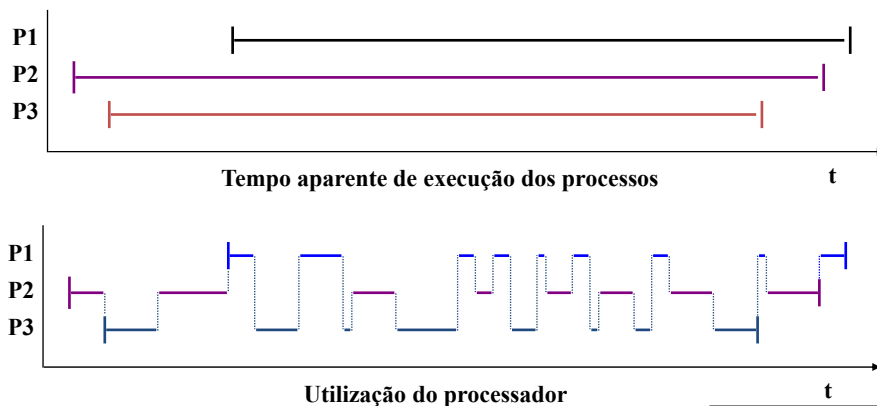 P1
P2
P3
Tempo aparente de execução dos processos t
P1
P2
P3
Utilização do processador t